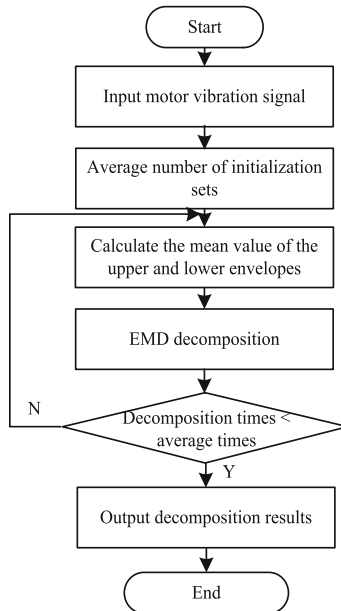 Start
Input motor vibration signal
Average number of initialization
sets
Calculate the mean value of the
upper and lower envelopes
EMD decomposition
N
Decomposition times <
average times
Y
Output decomposition results
End